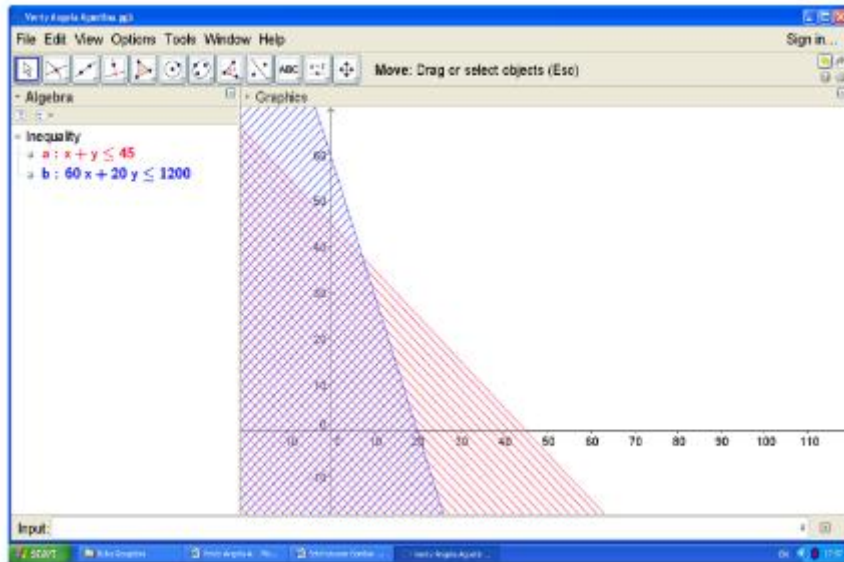 File Edit View Options Tools Window Help
Sign in...
ABC
Move: Drag or select objects (Esc)
Algebra
Graphics
Inequality
a : x + y ≤ 45
b : 60 x + 20 y ≤ 1200
60
50
40
30
20
10
0
10 0 10 20 30 40 50 60 70 80 90 100 110
10
Input:
START